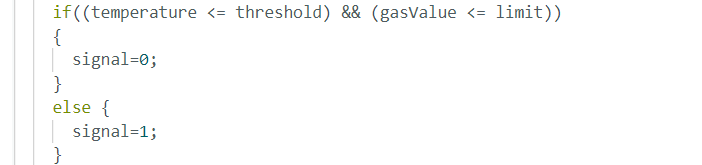 if((temperature <= threshold) && (gasValue <= limit))
{
signal=0;
}
else {
signal=1;
}